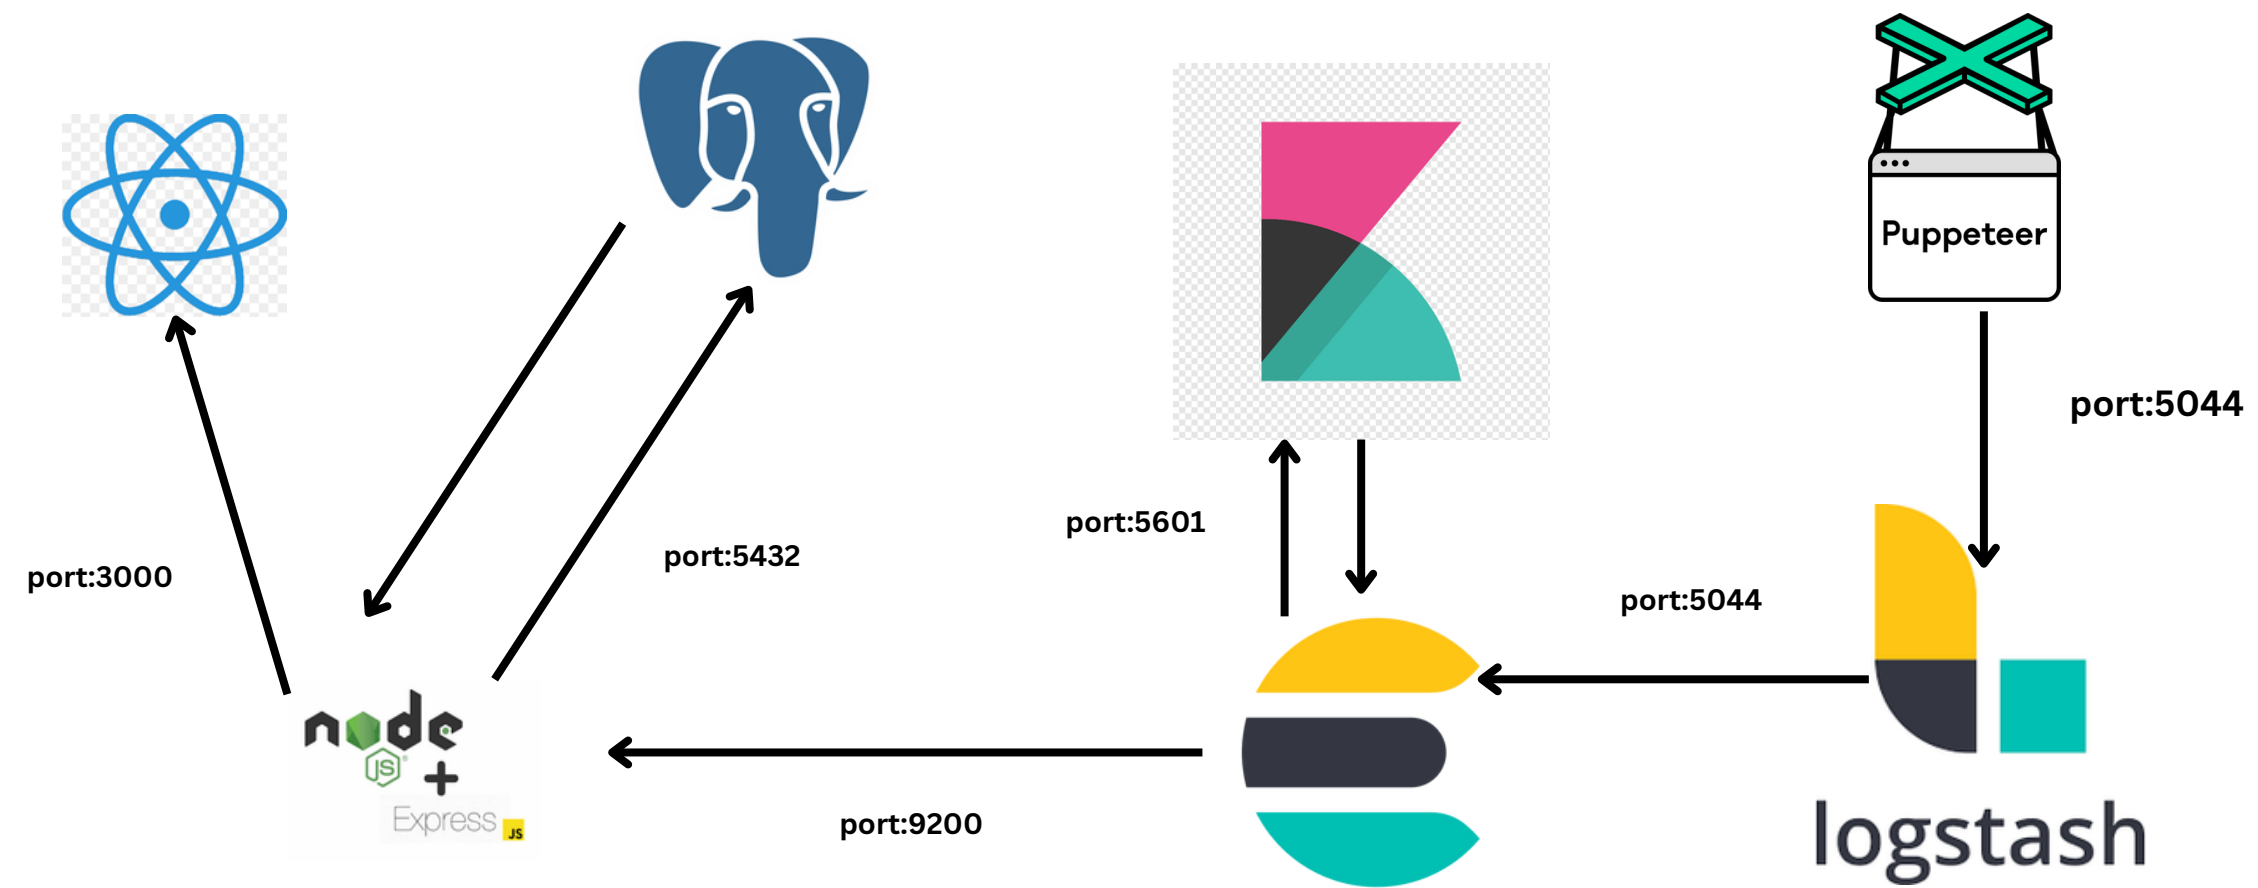 Puppeteer
port:5044
port:5601
port:5432
port:3000
port:5044
node
JS
+
Express
JS
port:9200
logstash